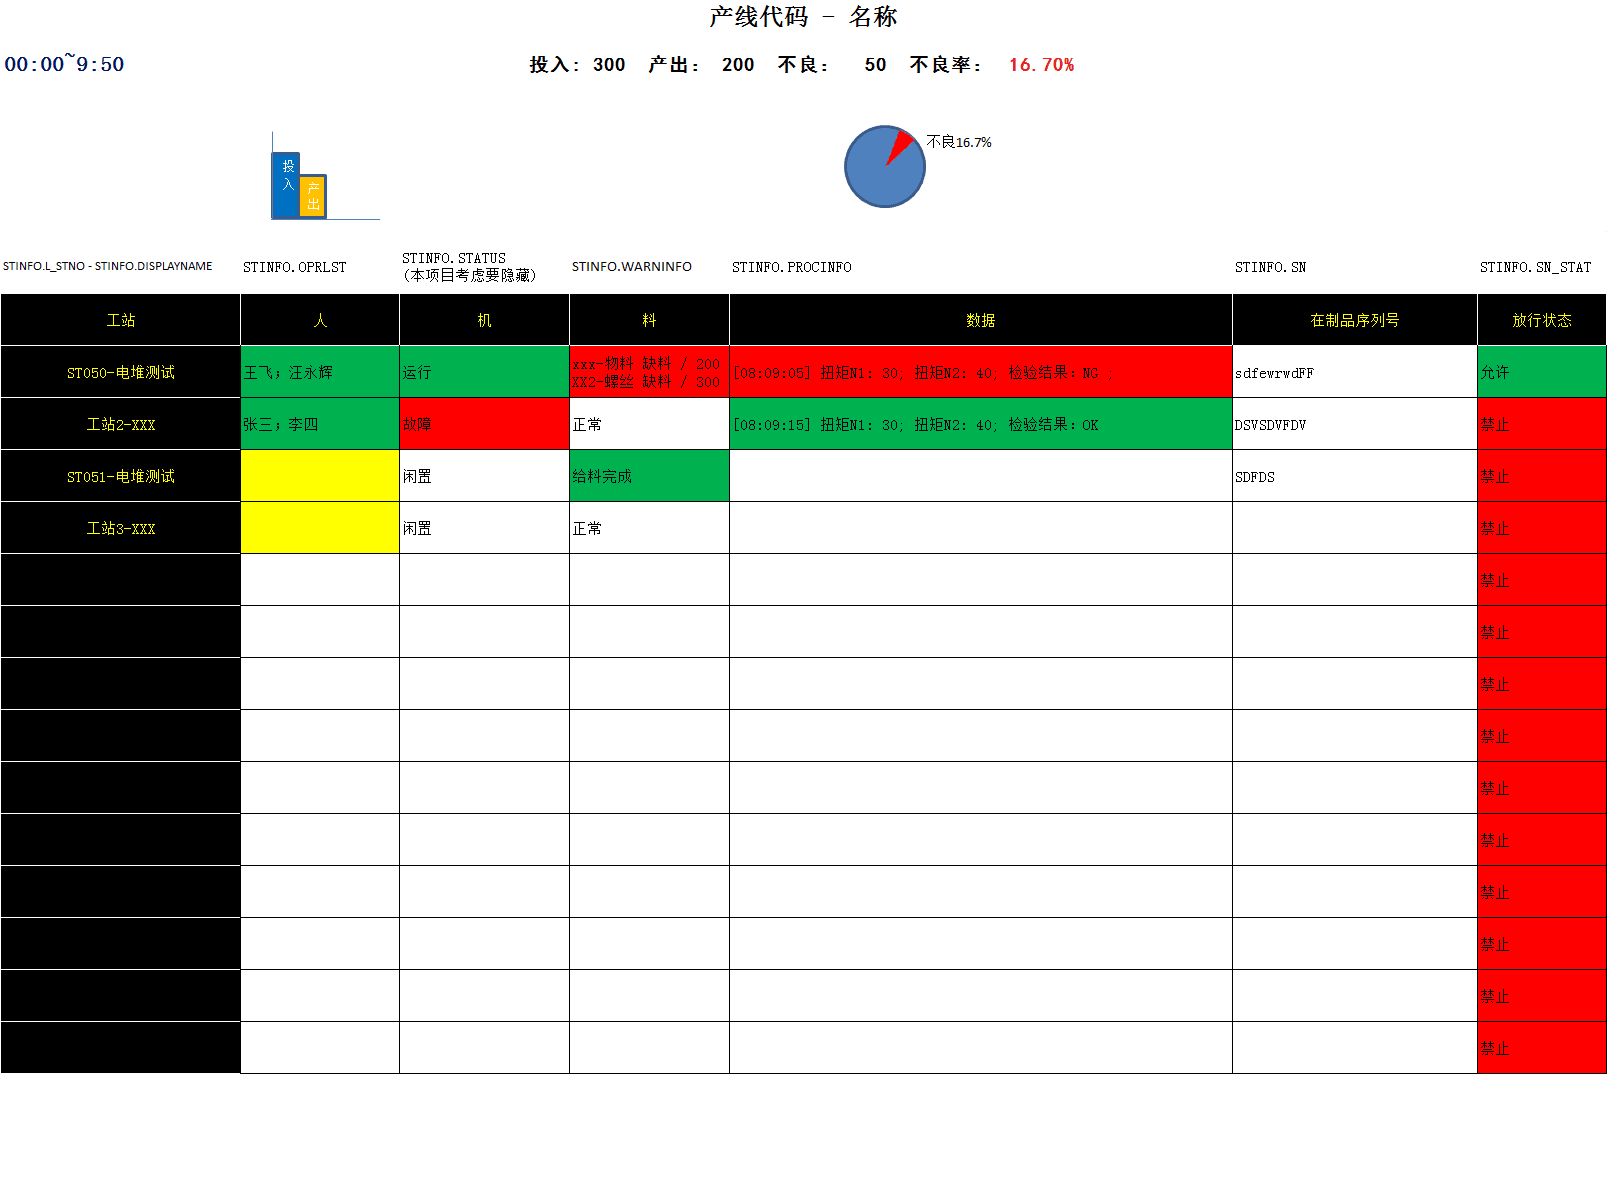 产线代码 - 名称
00:00~9:50
投入: 300 产出: 200 不良: 50 不良率: 16.70%
投入
产出
不良16.7%
STINFO.L_STNO - STINFO.DISPLAYNAME STINFO.OPRLST STINFO.STATUS STINFO.WARNINFO STINFO.PROCINFO STINFO.SN STINFO.SN_STAT
(本项目考虑要隐藏)
工站 人 机 料 数据 在制品序列号 放行状态
ST050-电堆测试 王飞；汪永辉 运行 xxx-物料 缺料 / 200 [08:09:05] 扭矩N1: 30; 扭矩N2: 40; 检验结果：NG ; sdfewrwdFF 允许
XX2-螺丝 缺料 / 300
工站2-XXX 张三；李四 故障 正常 [08:09:15] 扭矩N1: 30; 扭矩N2: 40; 检验结果：OK DSVSDVFDV 禁止
ST051-电堆测试 闲置 给料完成 SDFDS 禁止
工站3-XXX 闲置 正常 禁止
禁止
禁止
禁止
禁止
禁止
禁止
禁止
禁止
禁止
禁止